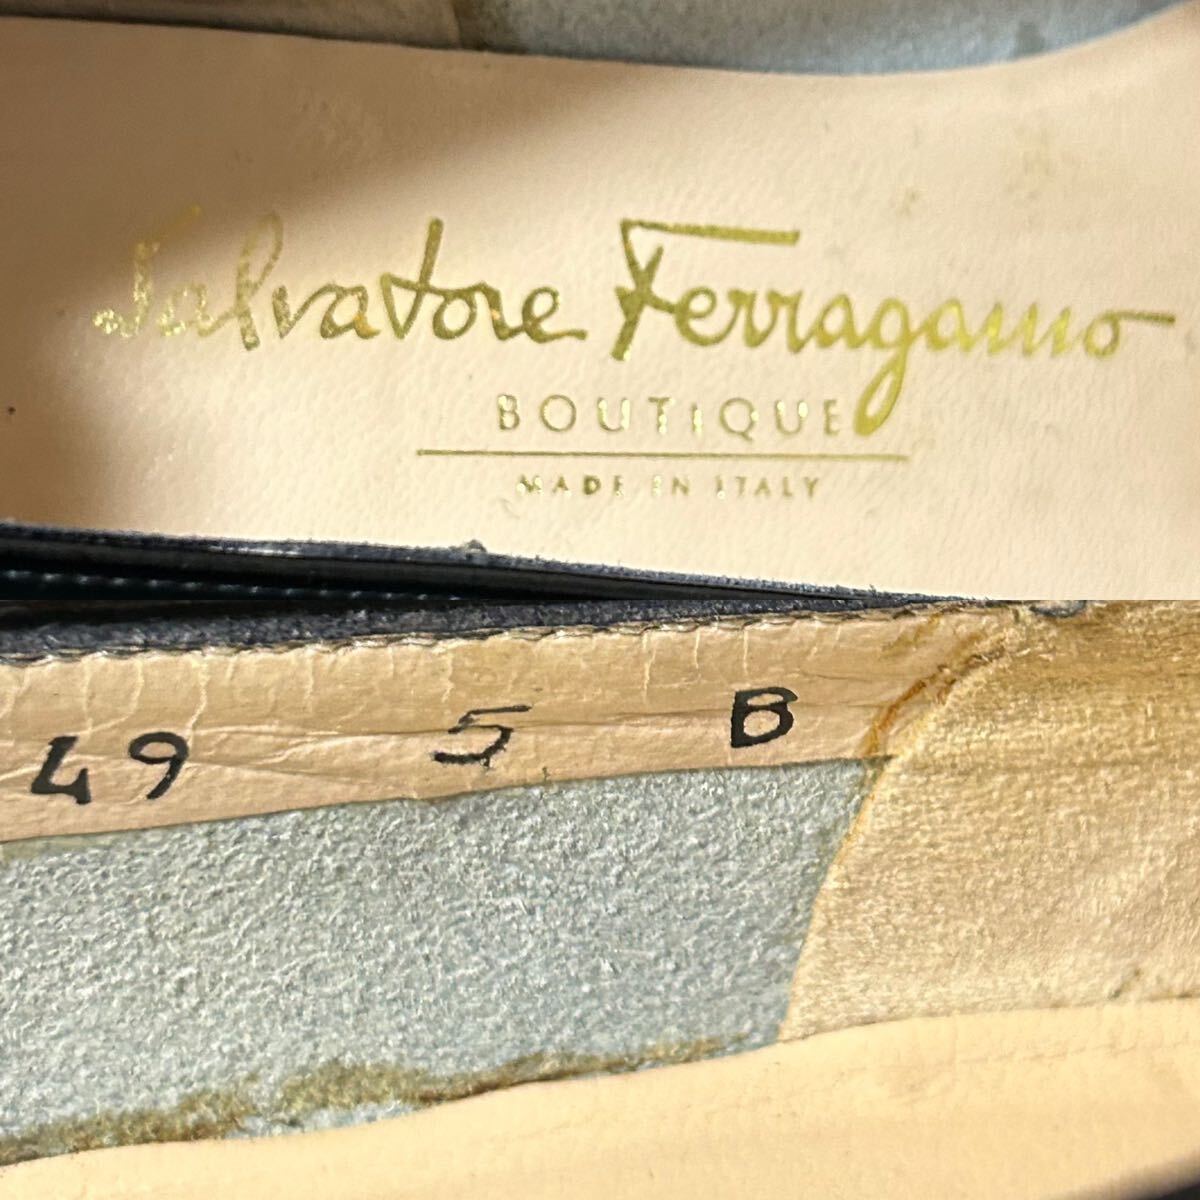 Salvatore Ferragamo
BOUTIQUE
MADE IN ITALY
49 5 B